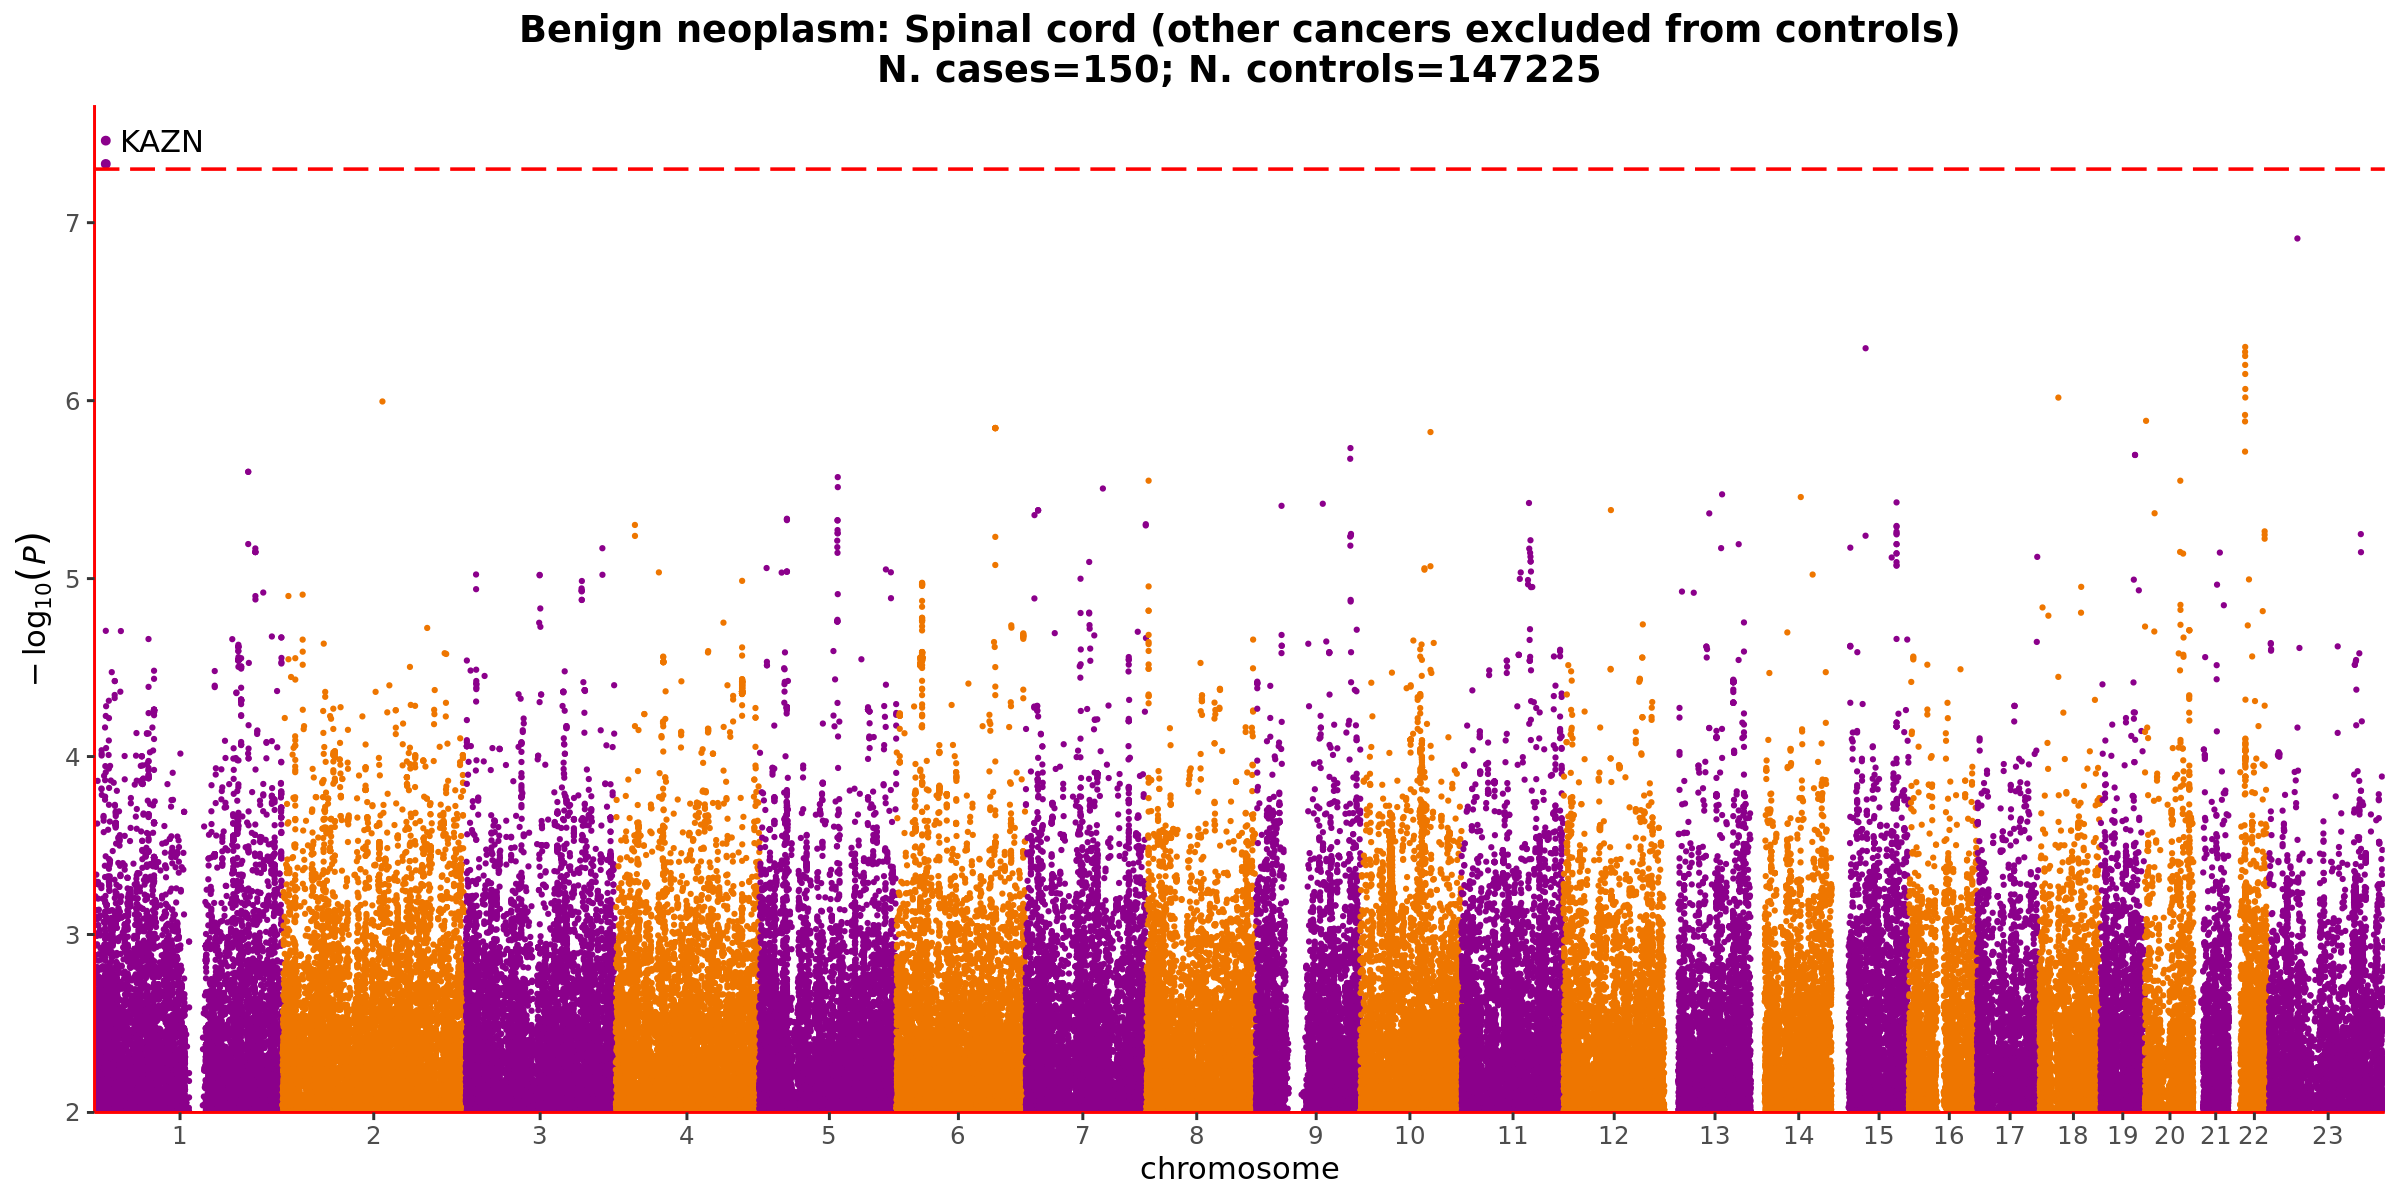 Benign neoplasm: Spinal cord (other cancers excluded from controls)
N. cases=150; N. controls=147225
KAZN
7
6
5
4
3
2
−log10(P)
1 2 3 4 5 6 7 8 9 10 11 12 13 14 15 16 17 18 19 20 21 22 23
chromosome